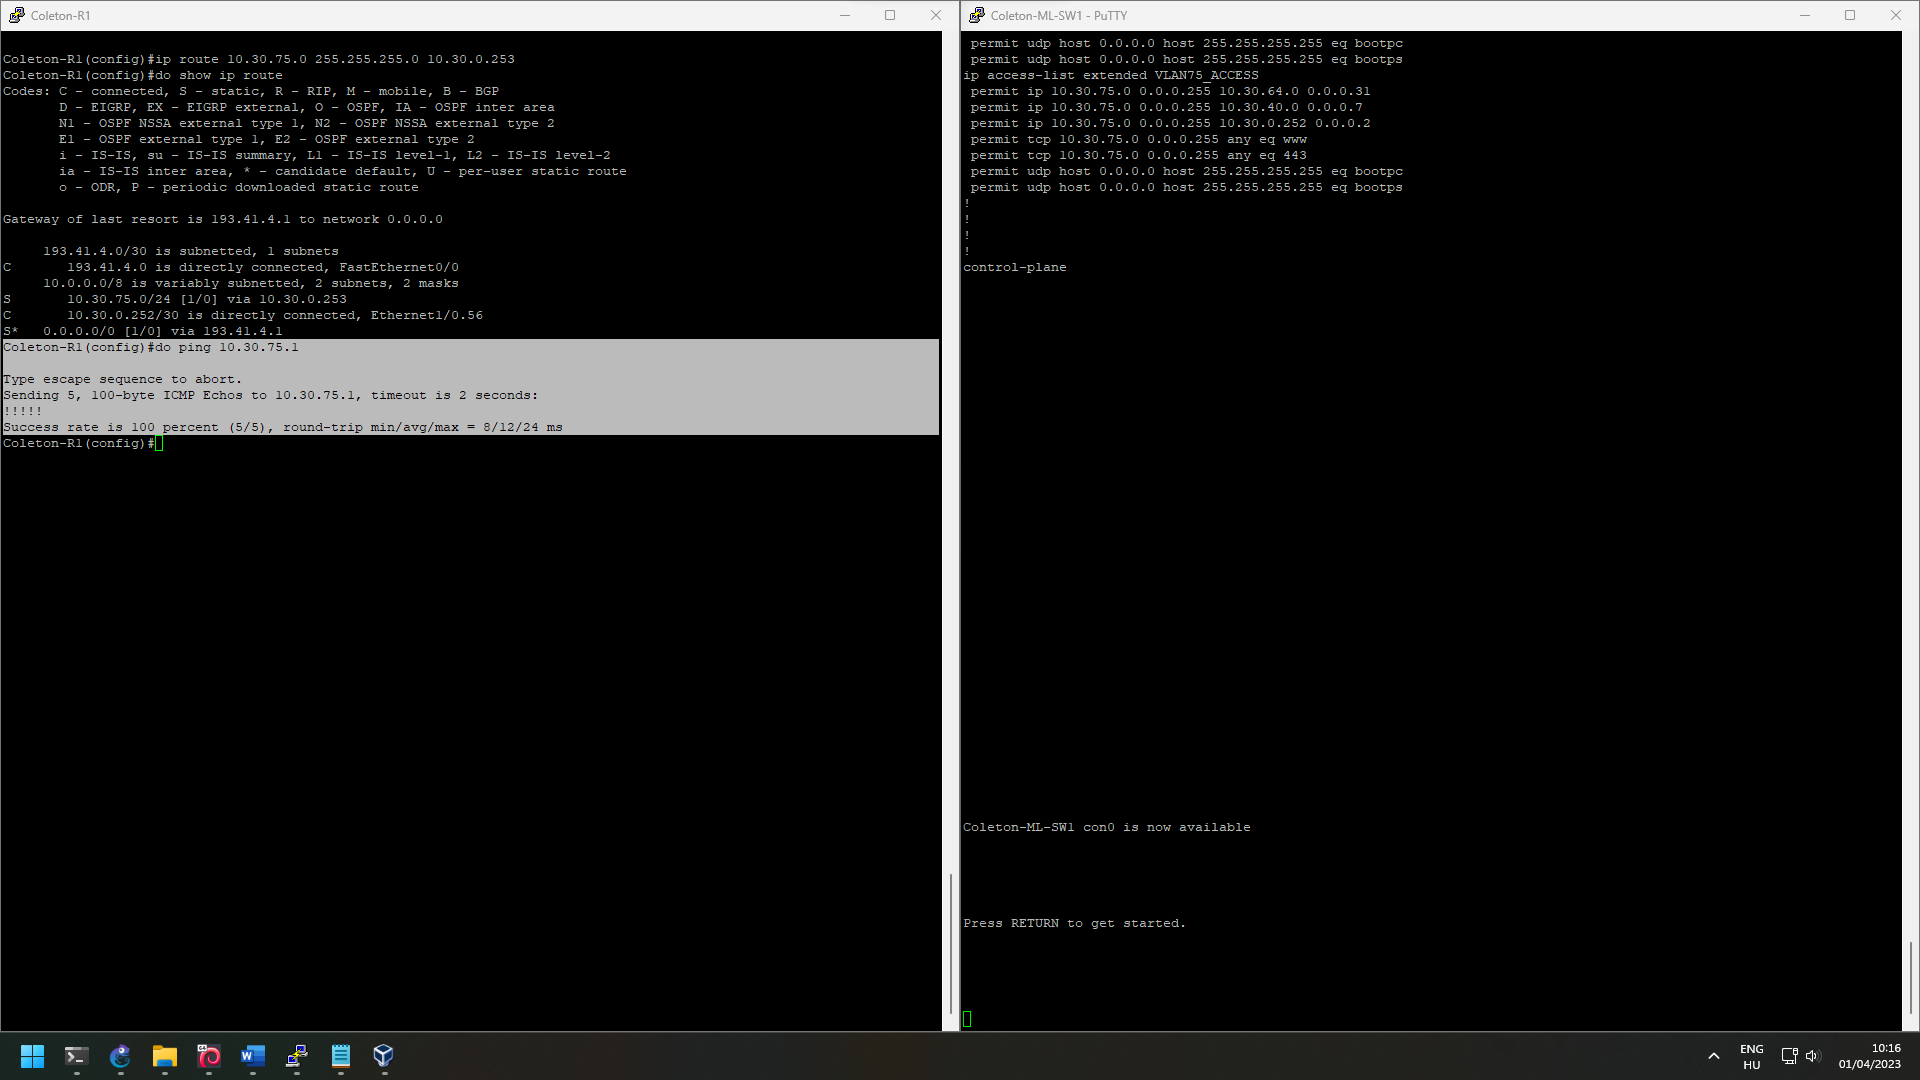 Coleton-R1
Coleton-R1(config)#ip route 10.30.75.0 255.255.255.0 10.30.0.253
Coleton-R1(config)#do show ip route
Codes: C - connected, S - static, R - RIP, M - mobile, B - BGP
       D - EIGRP, EX - EIGRP external, O - OSPF, IA - OSPF inter area
       N1 - OSPF NSSA external type 1, N2 - OSPF NSSA external type 2
       E1 - OSPF external type 1, E2 - OSPF external type 2
       i - IS-IS, su - IS-IS summary, L1 - IS-IS level-1, L2 - IS-IS level-2
       ia - IS-IS inter area, * - candidate default, U - per-user static route
       o - ODR, P - periodic downloaded static route
Gateway of last resort is 193.41.4.1 to network 0.0.0.0
     193.41.4.0/30 is subnetted, 1 subnets
C       193.41.4.0 is directly connected, FastEthernet0/0
     10.0.0.0/8 is variably subnetted, 2 subnets, 2 masks
S       10.30.75.0/24 [1/0] via 10.30.0.253
C       10.30.0.252/30 is directly connected, Ethernet1/0.56
S*   0.0.0.0/0 [1/0] via 193.41.4.1
Coleton-R1(config)#do ping 10.30.75.1
Type escape sequence to abort.
Sending 5, 100-byte ICMP Echos to 10.30.75.1, timeout is 2 seconds:
!!!!!
Success rate is 100 percent (5/5), round-trip min/avg/max = 8/12/24 ms
Coleton-R1(config)#
Coleton-ML-SW1 - PuTTY
 permit udp host 0.0.0.0 host 255.255.255.255 eq bootpc
 permit udp host 0.0.0.0 host 255.255.255.255 eq bootps
ip access-list extended VLAN75_ACCESS
 permit ip 10.30.75.0 0.0.0.255 10.30.64.0 0.0.0.31
 permit ip 10.30.75.0 0.0.0.255 10.30.40.0 0.0.0.7
 permit ip 10.30.75.0 0.0.0.255 10.30.0.252 0.0.0.2
 permit tcp 10.30.75.0 0.0.0.255 any eq www
 permit tcp 10.30.75.0 0.0.0.255 any eq 443
 permit udp host 0.0.0.0 host 255.255.255.255 eq bootpc
 permit udp host 0.0.0.0 host 255.255.255.255 eq bootps
!
!
!
!
control-plane
Coleton-ML-SW1 con0 is now available
Press RETURN to get started.
ENG
HU
10:16
01/04/2023